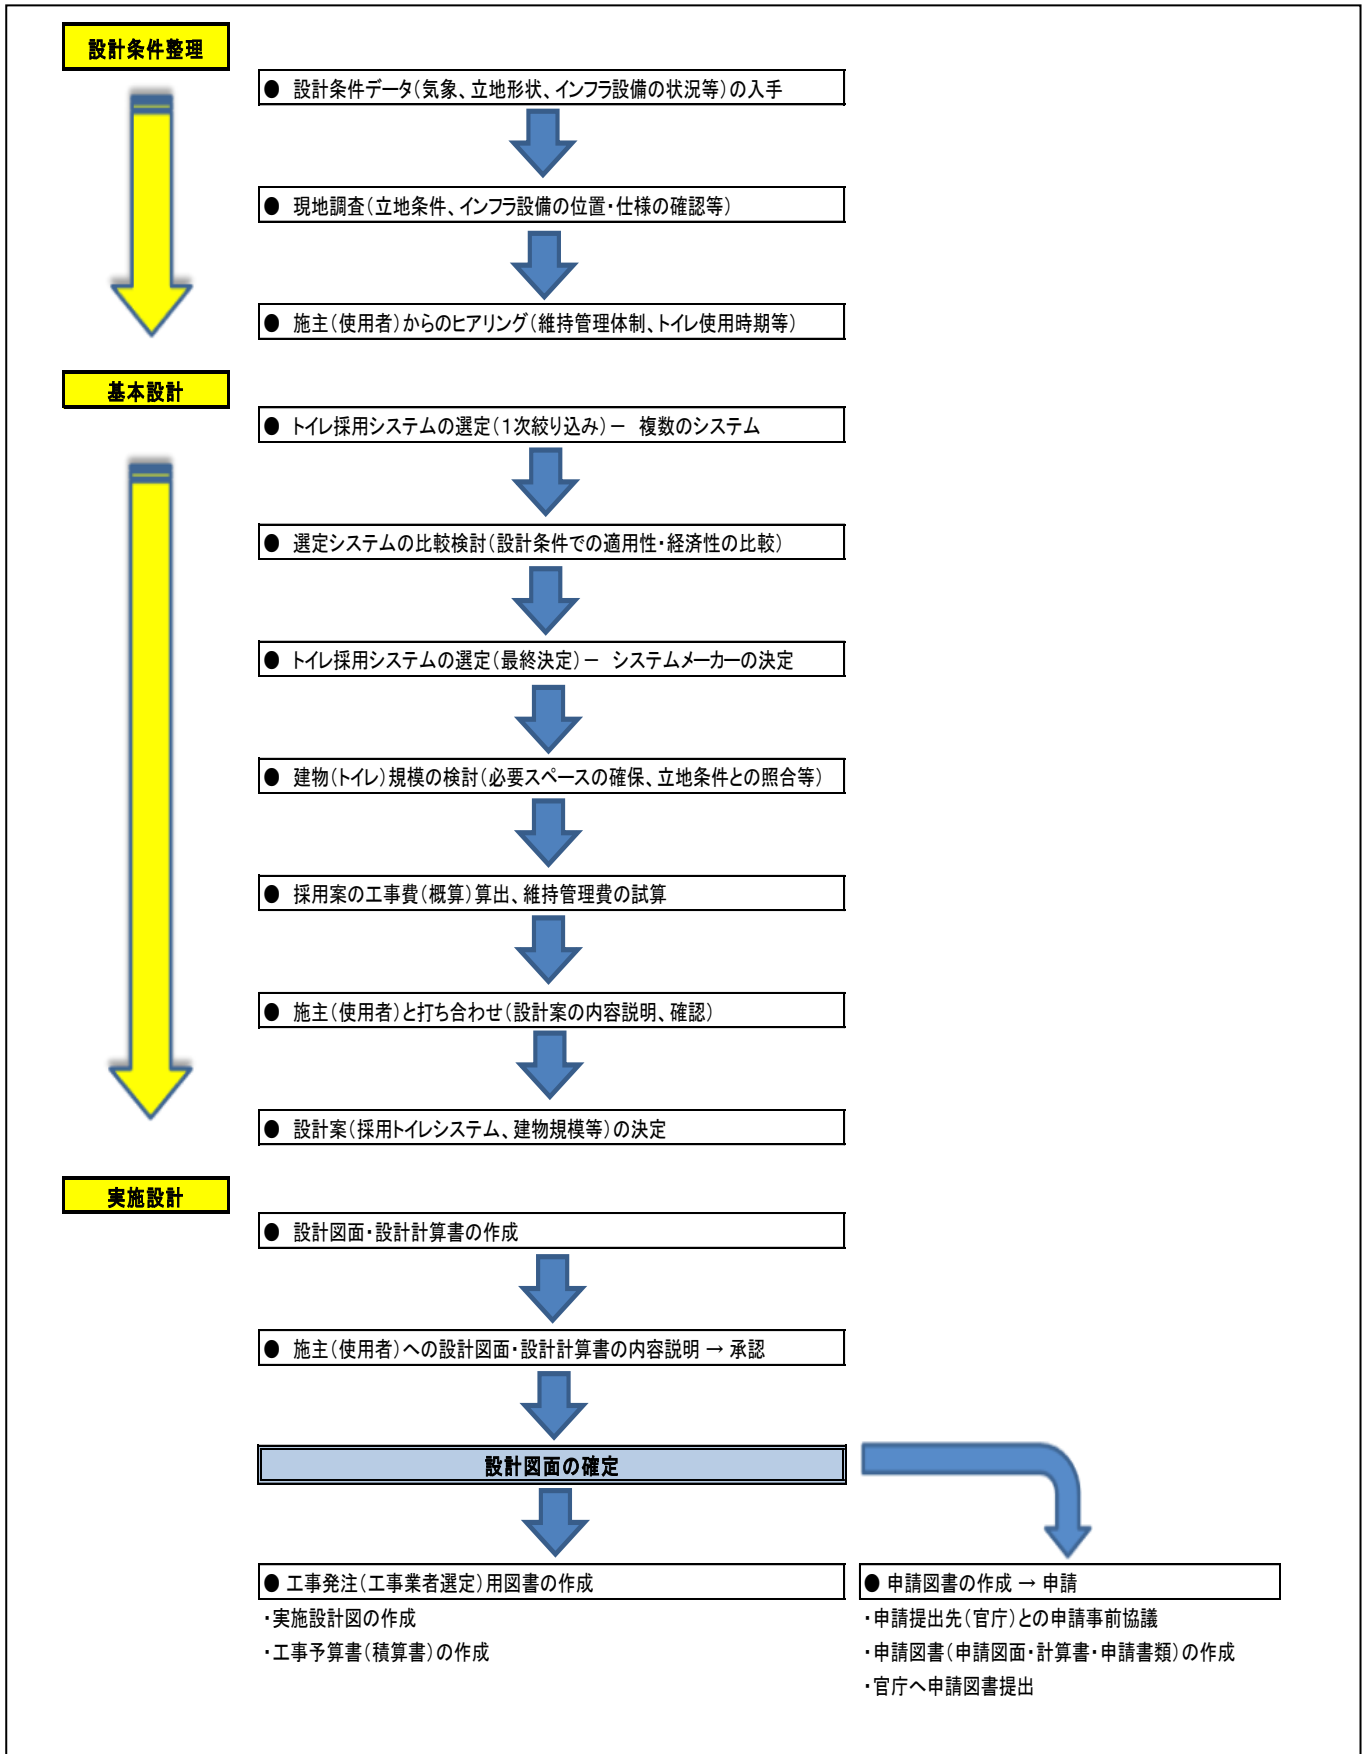 設計条件整理
● 設計条件データ(気象、立地形状、インフラ設備の状況等)の入手
● 現地調査(立地条件、インフラ設備の位置・仕様の確認等)
● 施主(使用者)からのヒアリング(維持管理体制、トイレ使用時期等)
基本設計
● トイレ採用システムの選定(1次絞り込み)－ 複数のシステム
● 選定システムの比較検討(設計条件での適用性・経済性の比較)
● トイレ採用システムの選定(最終決定)－ システムメーカーの決定
● 建物(トイレ)規模の検討(必要スペースの確保、立地条件との照合等)
● 採用案の工事費(概算)算出、維持管理費の試算
● 施主(使用者)と打ち合わせ(設計案の内容説明、確認)
● 設計案(採用トイレシステム、建物規模等)の決定
実施設計
● 設計図面・設計計算書の作成
● 施主(使用者)への設計図面・設計計算書の内容説明 → 承認
設計図面の確定
● 工事発注(工事業者選定)用図書の作成
・実施設計図の作成
・工事予算書(積算書)の作成
● 申請図書の作成 → 申請
・申請提出先(官庁)との申請事前協議
・申請図書(申請図面・計算書・申請書類)の作成
・官庁へ申請図書提出